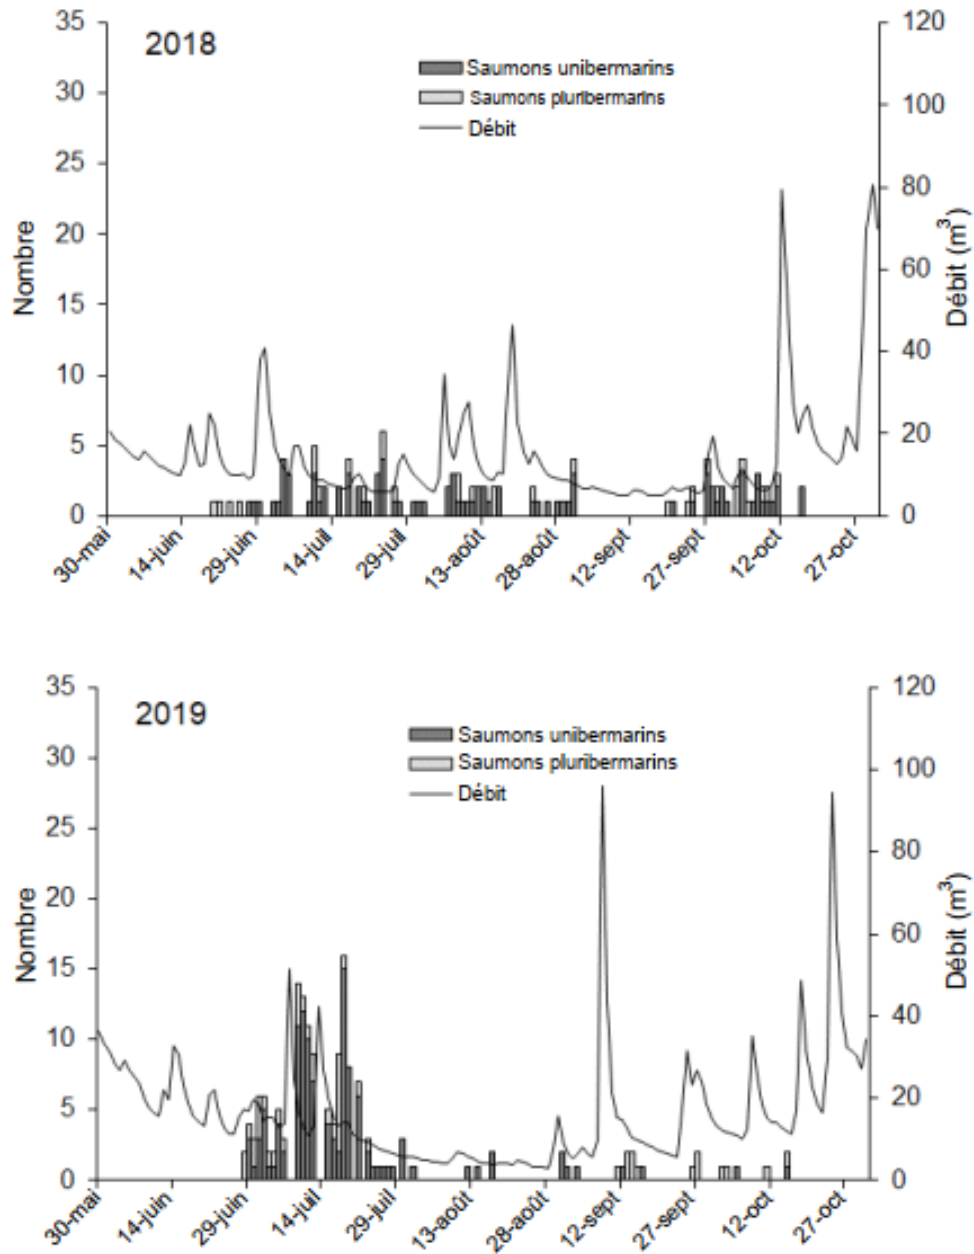 2018
Saumons unibermarins
Saumons pluribermarins
Débit
Nombre
35
30
25
20
15
10
5
0
Débit (m³)
120
100
80
60
40
20
0
30-mai
14-juin
29-juin
14-juil
29-juil
13-août
28-août
12-sept
27-sept
12-oct
27-oct
2019
Saumons unibermarins
Saumons pluribermarins
Débit
Nombre
35
30
25
20
15
10
5
0
Débit (m³)
120
100
80
60
40
20
0
30-mai
14-juin
29-juin
14-juil
29-juil
13-août
28-août
12-sept
27-sept
12-oct
27-oct